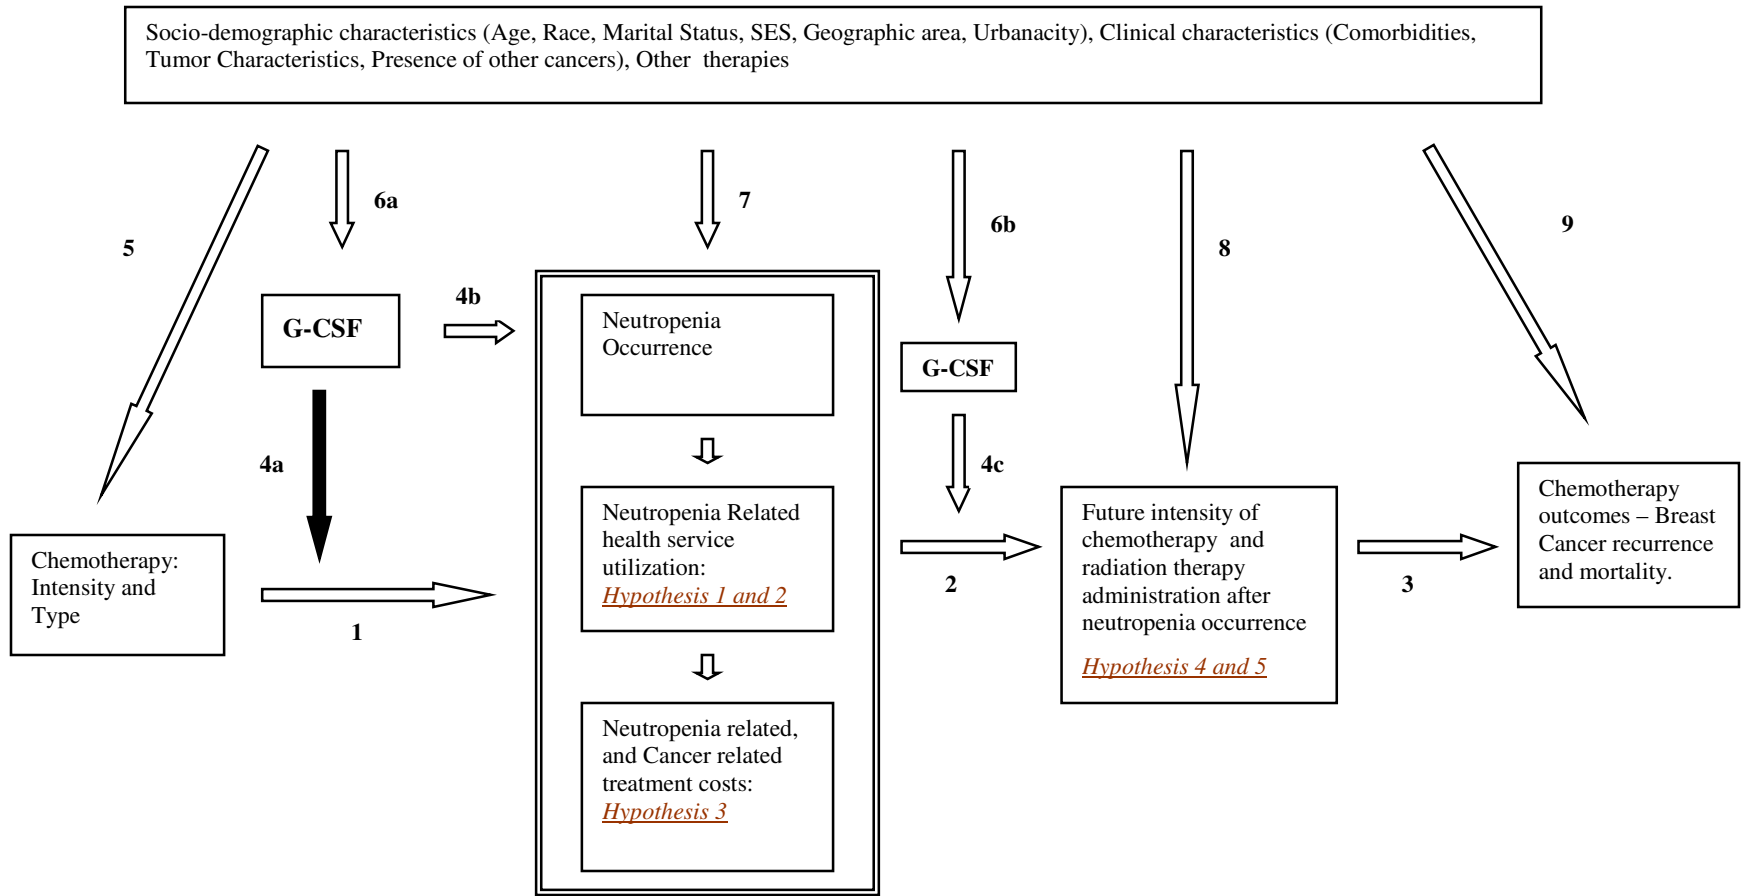 Socio-demographic characteristics (Age, Race, Marital Status, SES, Geographic area, Urbanacity), Clinical characteristics (Comorbidities,
Tumor Characteristics, Presence of other cancers), Other therapies
5
6a
7
6b
8
9
G-CSF
4b
4a
Neutropenia
Occurrence
G-CSF
4c
Chemotherapy:
Intensity and
Type
1
Neutropenia Related
health service
utilization:
Hypothesis 1 and 2
2
Neutropenia related,
and Cancer related
treatment costs:
Hypothesis 3
Future intensity of
chemotherapy and
radiation therapy
administration after
neutropenia occurrence
Hypothesis 4 and 5
3
Chemotherapy
outcomes – Breast
Cancer recurrence
and mortality.